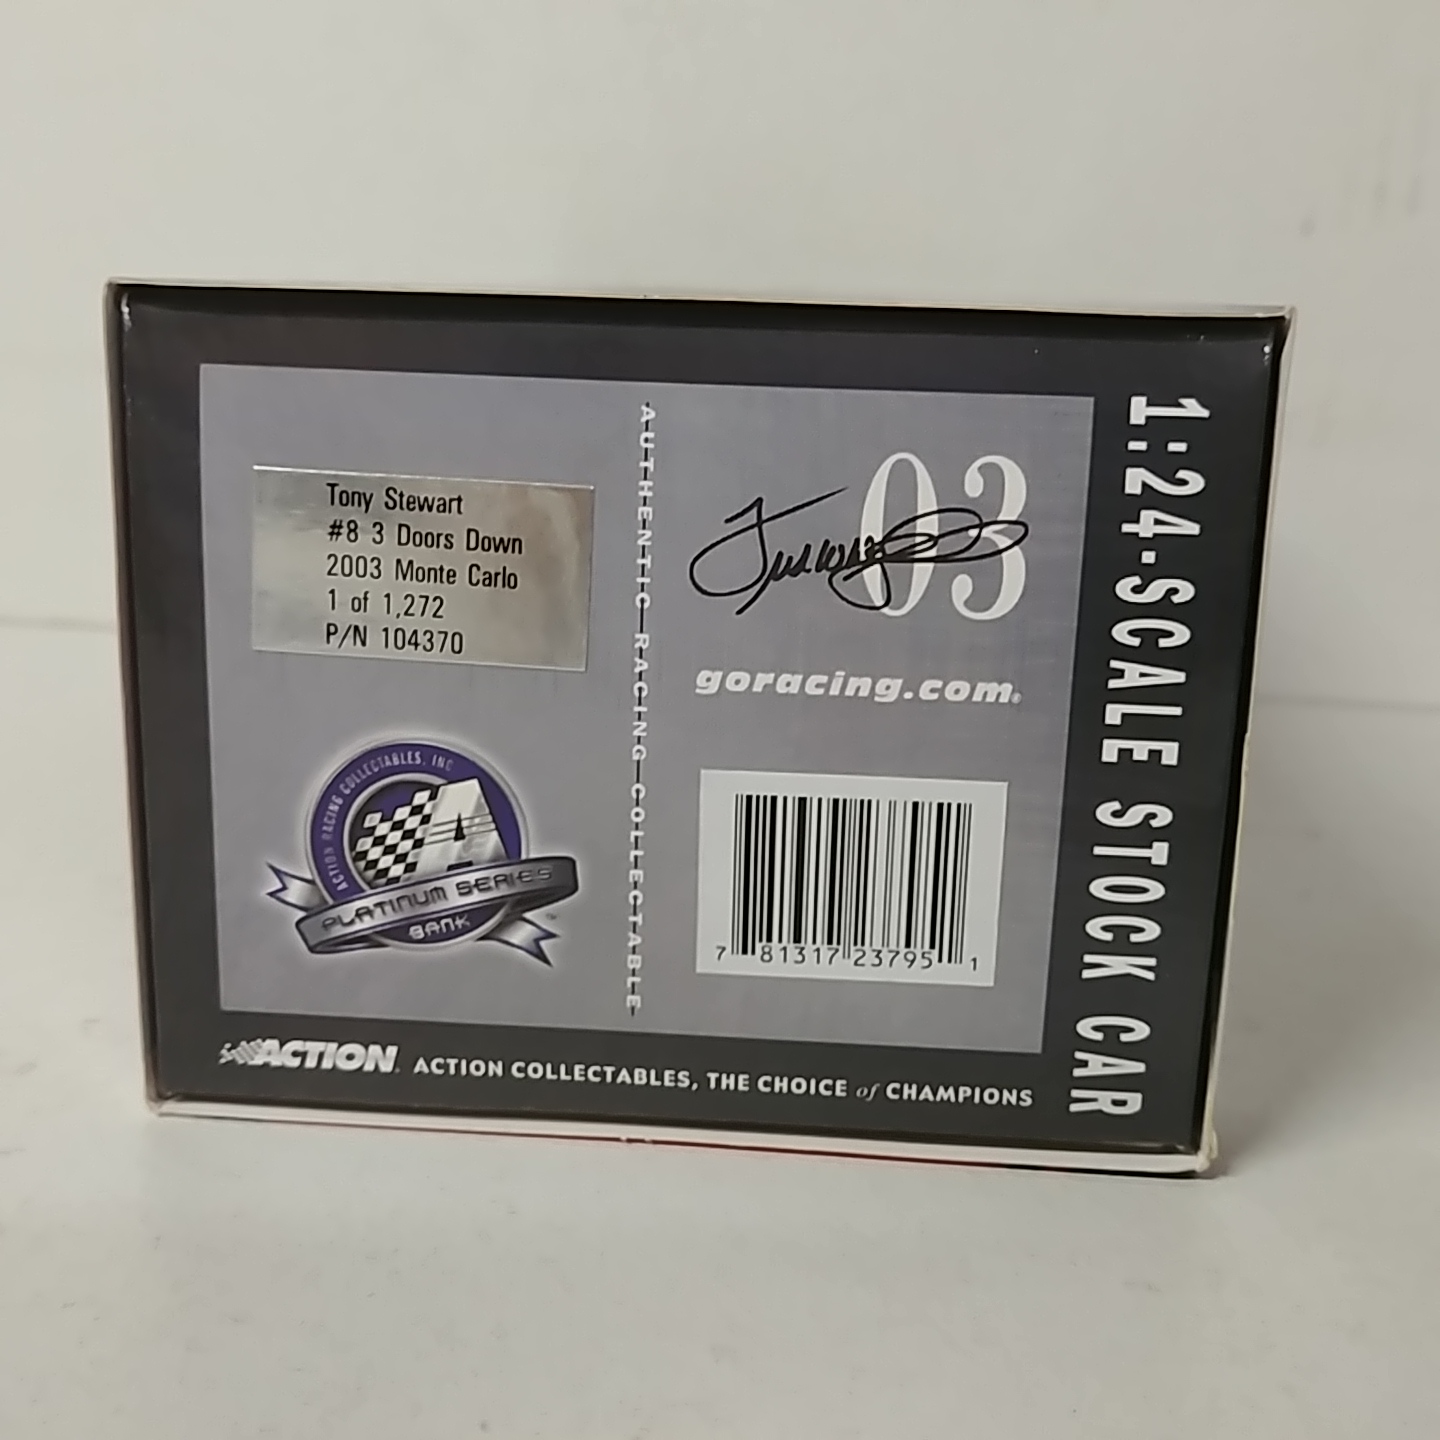 Tony Stewart
#8 3 Doors Down
2003 Monte Carlo
1 of 1,272
P/N 104370
ACTION RACING COLLECTABLES, INC
A
PLATINUM SERIES
BANK
™
AUTHENTIC RACING COLLECTABLE
03
goracing.com®
7 81317 23795 1
1:24-SCALE STOCK CAR
ACTION ACTION COLLECTABLES, THE CHOICE of CHAMPIONS